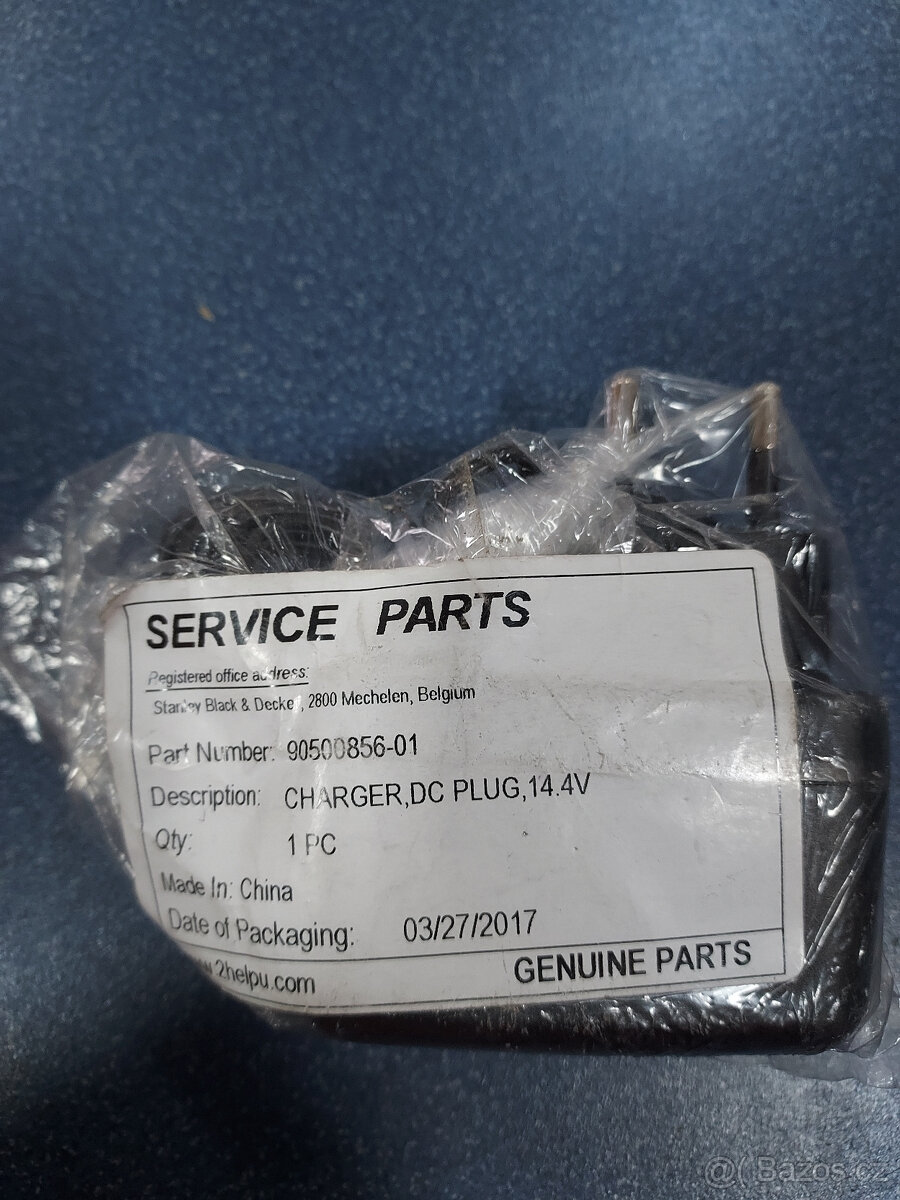 SERVICE PARTS
Registered office address:
Stanley Black & Decker, 2800 Mechelen, Belgium
Part Number: 90500856-01
Description: CHARGER,DC PLUG,14.4V
Qty: 1 PC
Made In: China
Date of Packaging: 03/27/2017
2helpu.com
GENUINE PARTS
@( Bazos.cz